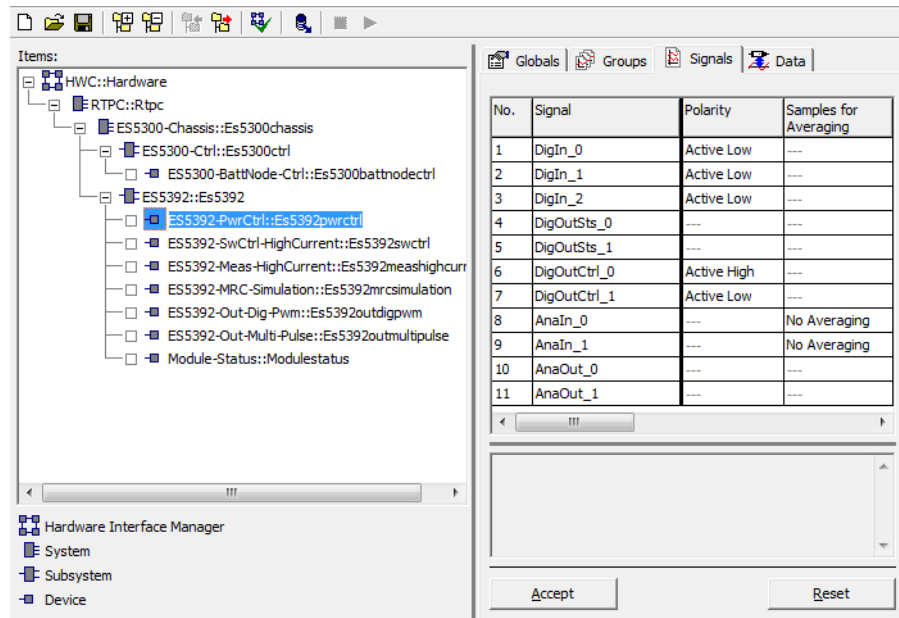 Items:
HWC::Hardware
RTPC::Rtpc
ES5300-Chassis::Es5300chassis
ES5300-Ctrl::Es5300ctrl
ES5300-BattNode-Ctrl::Es5300battnodectrl
ES5392::Es5392
ES5392-PwrCtrl::Es5392pwrctrl
ES5392-SwCtrl-HighCurrent::Es5392swctrl
ES5392-Meas-HighCurrent::Es5392meashighcurr
ES5392-MRC-Simulation::Es5392mrcsimulation
ES5392-Out-Dig-Pwm::Es5392outdigpwm
ES5392-Out-Multi-Pulse::Es5392outmultipulse
Module-Status::Modulestatus
Hardware Interface Manager
System
Subsystem
Device
Globals Groups Signals Data
No. Signal Polarity Samples for
Averaging
1 DigIn_0 Active Low ---
2 DigIn_1 Active Low ---
3 DigIn_2 Active Low ---
4 DigOutSts_0 --- ---
5 DigOutSts_1 --- ---
6 DigOutCtrl_0 Active High ---
7 DigOutCtrl_1 Active Low ---
8 AnaIn_0 --- No Averaging
9 AnaIn_1 --- No Averaging
10 AnaOut_0 --- ---
11 AnaOut_1 --- ---
Accept Reset